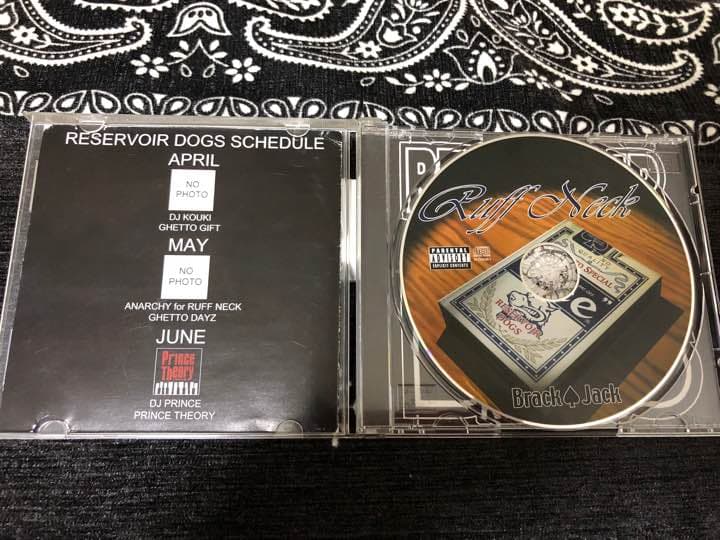 RESERVOIR DOGS SCHEDULE
APRIL
NO
PHOTO
DJ KOUKI
GHETTO GIFT
MAY
NO
PHOTO
ANARCHY for RUFF NECK
GHETTO DAYZ
JUNE
Prince
Theory
DJ PRINCE
PRINCE THEORY
Ruff Neck
PARENTAL
ADVISORY
EXPLICIT CONTENT
SPECIAL
RESERVOIR
DOGS
Brack♠Jack